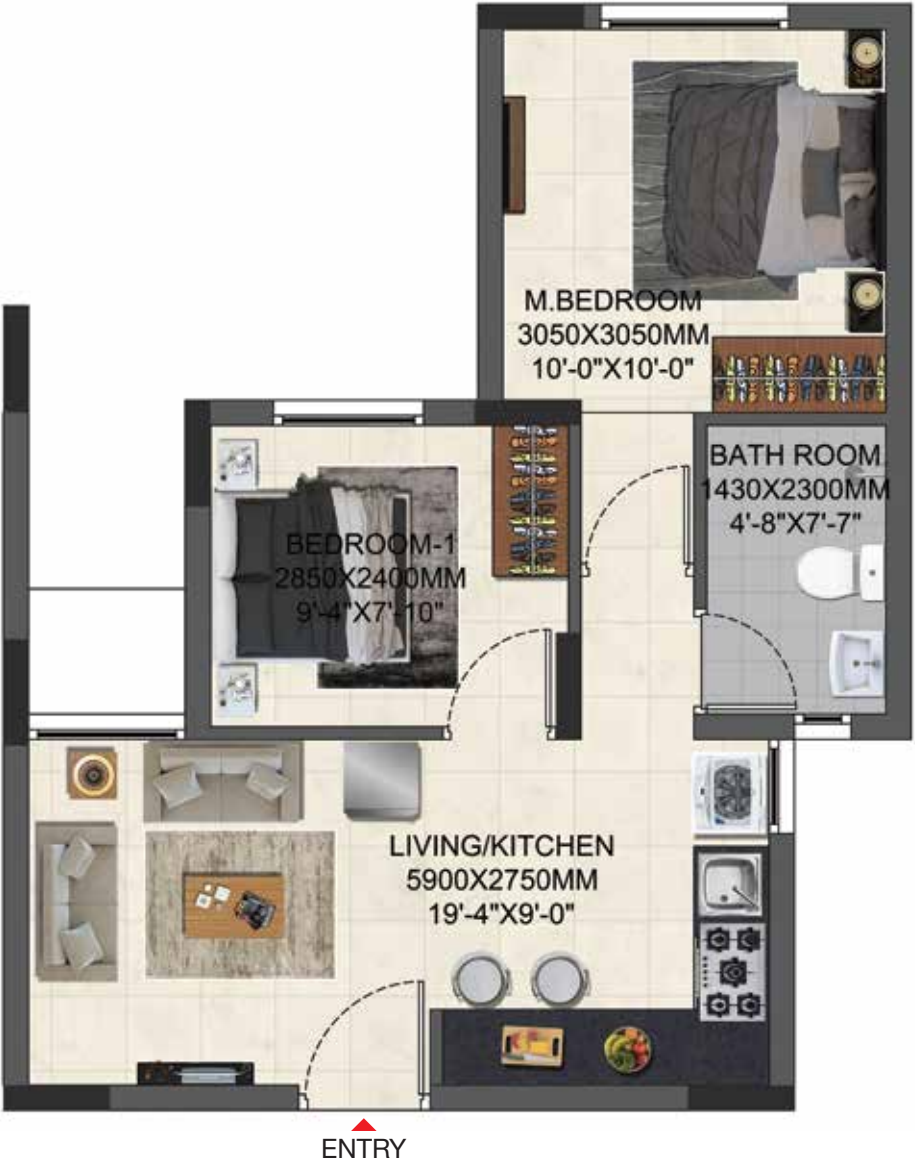 M.BEDROOM
3050X3050MM
10'-0"X10'-0"
BATH ROOM
1430X2300MM
4'-8"X7'-7"
BEDROOM-1
2850X2400MM
9'-4"X7'-10"
LIVING/KITCHEN
5900X2750MM
19'-4"X9'-0"
ENTRY